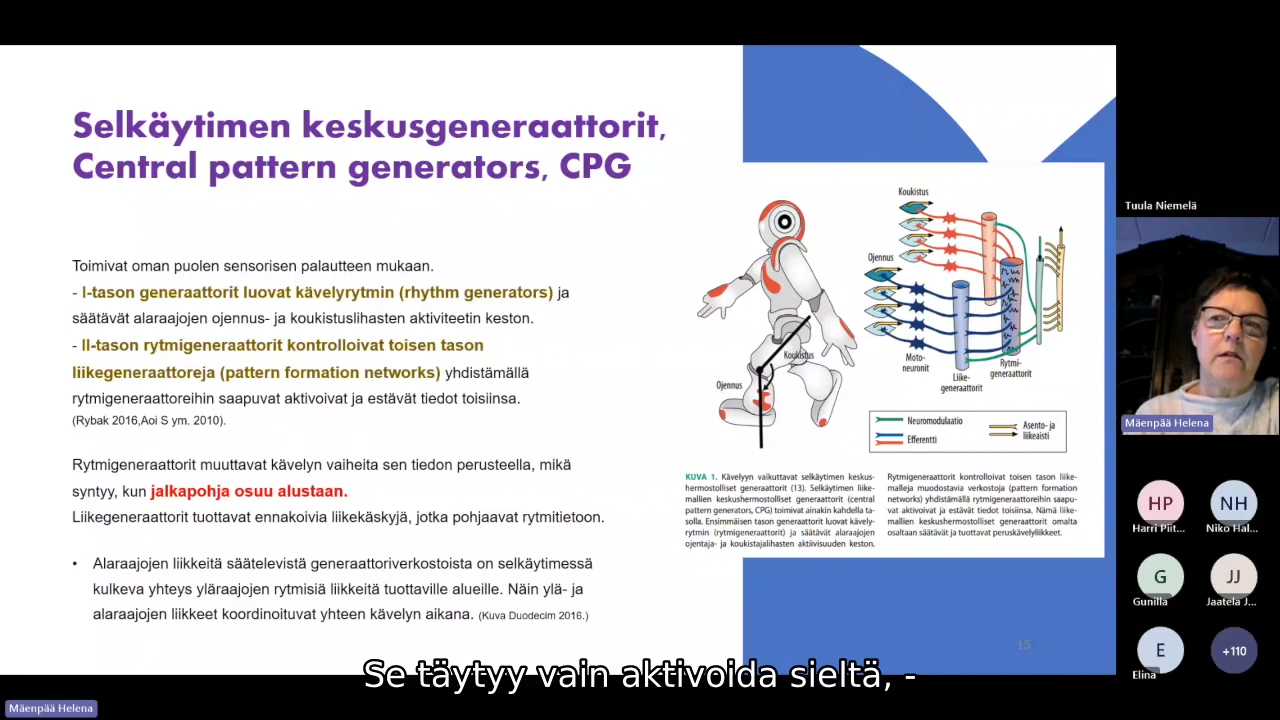 Selkäytimen keskusgeneraattorit,
Central pattern generators, CPG
Toimivat oman puolen sensorisen palautteen mukaan.
- I-tason generaattorit luovat kävelyrytmin (rhythm generators) ja
säätävät alaraajojen ojennus- ja koukistuslihasten aktiviteetin keston.
- II-tason rytmigeneraattorit kontrolloivat toisen tason
liikegeneraattoreja (pattern formation networks) yhdistämällä
rytmigeneraattoreihin saapuvat aktivoivat ja estävät tiedot toisiinsa.
(Rybak 2016,Aoi S ym. 2010).
Rytmigeneraattorit muuttavat kävelyn vaiheita sen tiedon perusteella, mikä
syntyy, kun jalkapohja osuu alustaan.
Liikegeneraattorit tuottavat ennakoivia liikekäskyjä, jotka pohjaavat rytmitietoon.
• Alaraajojen liikkeitä säätelevistä generaattoriverkostoista on selkäytimessä
kulkeva yhteys yläraajojen rytmisiä liikkeitä tuottaville alueille. Näin ylä- ja
alaraajojen liikkeet koordinoituvat yhteen kävelyn aikana. (Kuva Duodecim 2016.)
Koukistus
Ojennus
Koukistus
Ojennus
Moto-
neuronit
Liike-
generaattorit
Rytmi-
generaattorit
Neuromodulaatio
Efferentti
Asento- ja
liikeaisti
KUVA 1. Kävelyyn vaikuttavat selkäytimen keskus-
hermostolliset generaattorit (13). Selkäytimen liike-
mallien keskushermostolliset generaattorit (central
pattern generators, CPG) toimivat ainakin kahdella ta-
solla. Ensimmäisen tason generaattorit luovat kävely-
rytmin (rytmigeneraattorit) ja säätävät alaraajojen
ojentaja- ja koukistajalihasten aktiivisuuden keston.
Rytmigeneraattorit kontrolloivat toisen tason liike-
malleja muodostavia verkostoja (pattern formation
networks) yhdistämällä rytmigeneraattoreihin saapu-
vat aktivoivat ja estävät tiedot toisiinsa. Nämä liike-
mallien keskushermostolliset generaattorit omalta
osaltaan säätävät ja tuottavat peruskävelyliikkeet.
15
Tuula Niemelä
Mäenpää Helena
HP
Harri Piit...
NH
Niko Hal...
G
Gunilla
JJ
Jaatela J...
E
Elina
+110
Se täytyy vain aktivoida sieltä, -
Mäenpää Helena